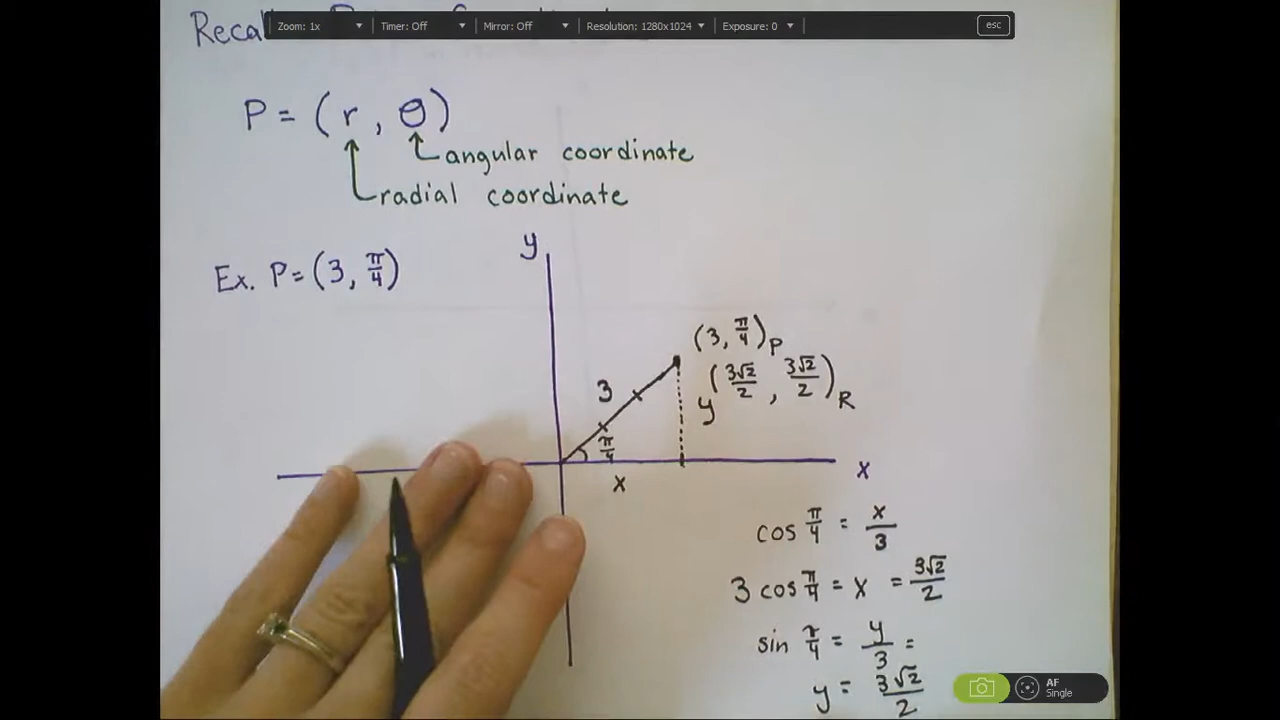 Zoom: 1x Timer: Off Mirror: Off Resolution: 1280x1024 Exposure: 0 esc
P = (r, θ)
angular coordinate
radial coordinate
y
Ex. P = (3, π/4)
(3, π/4)P
3
y (3√2/2, 3√2/2)R
π/4
x
x
cos π/4 = x/3
3 cos π/4 = x = 3√2/2
sin π/4 = y/3 =
y = 3√2/2
AF
Single